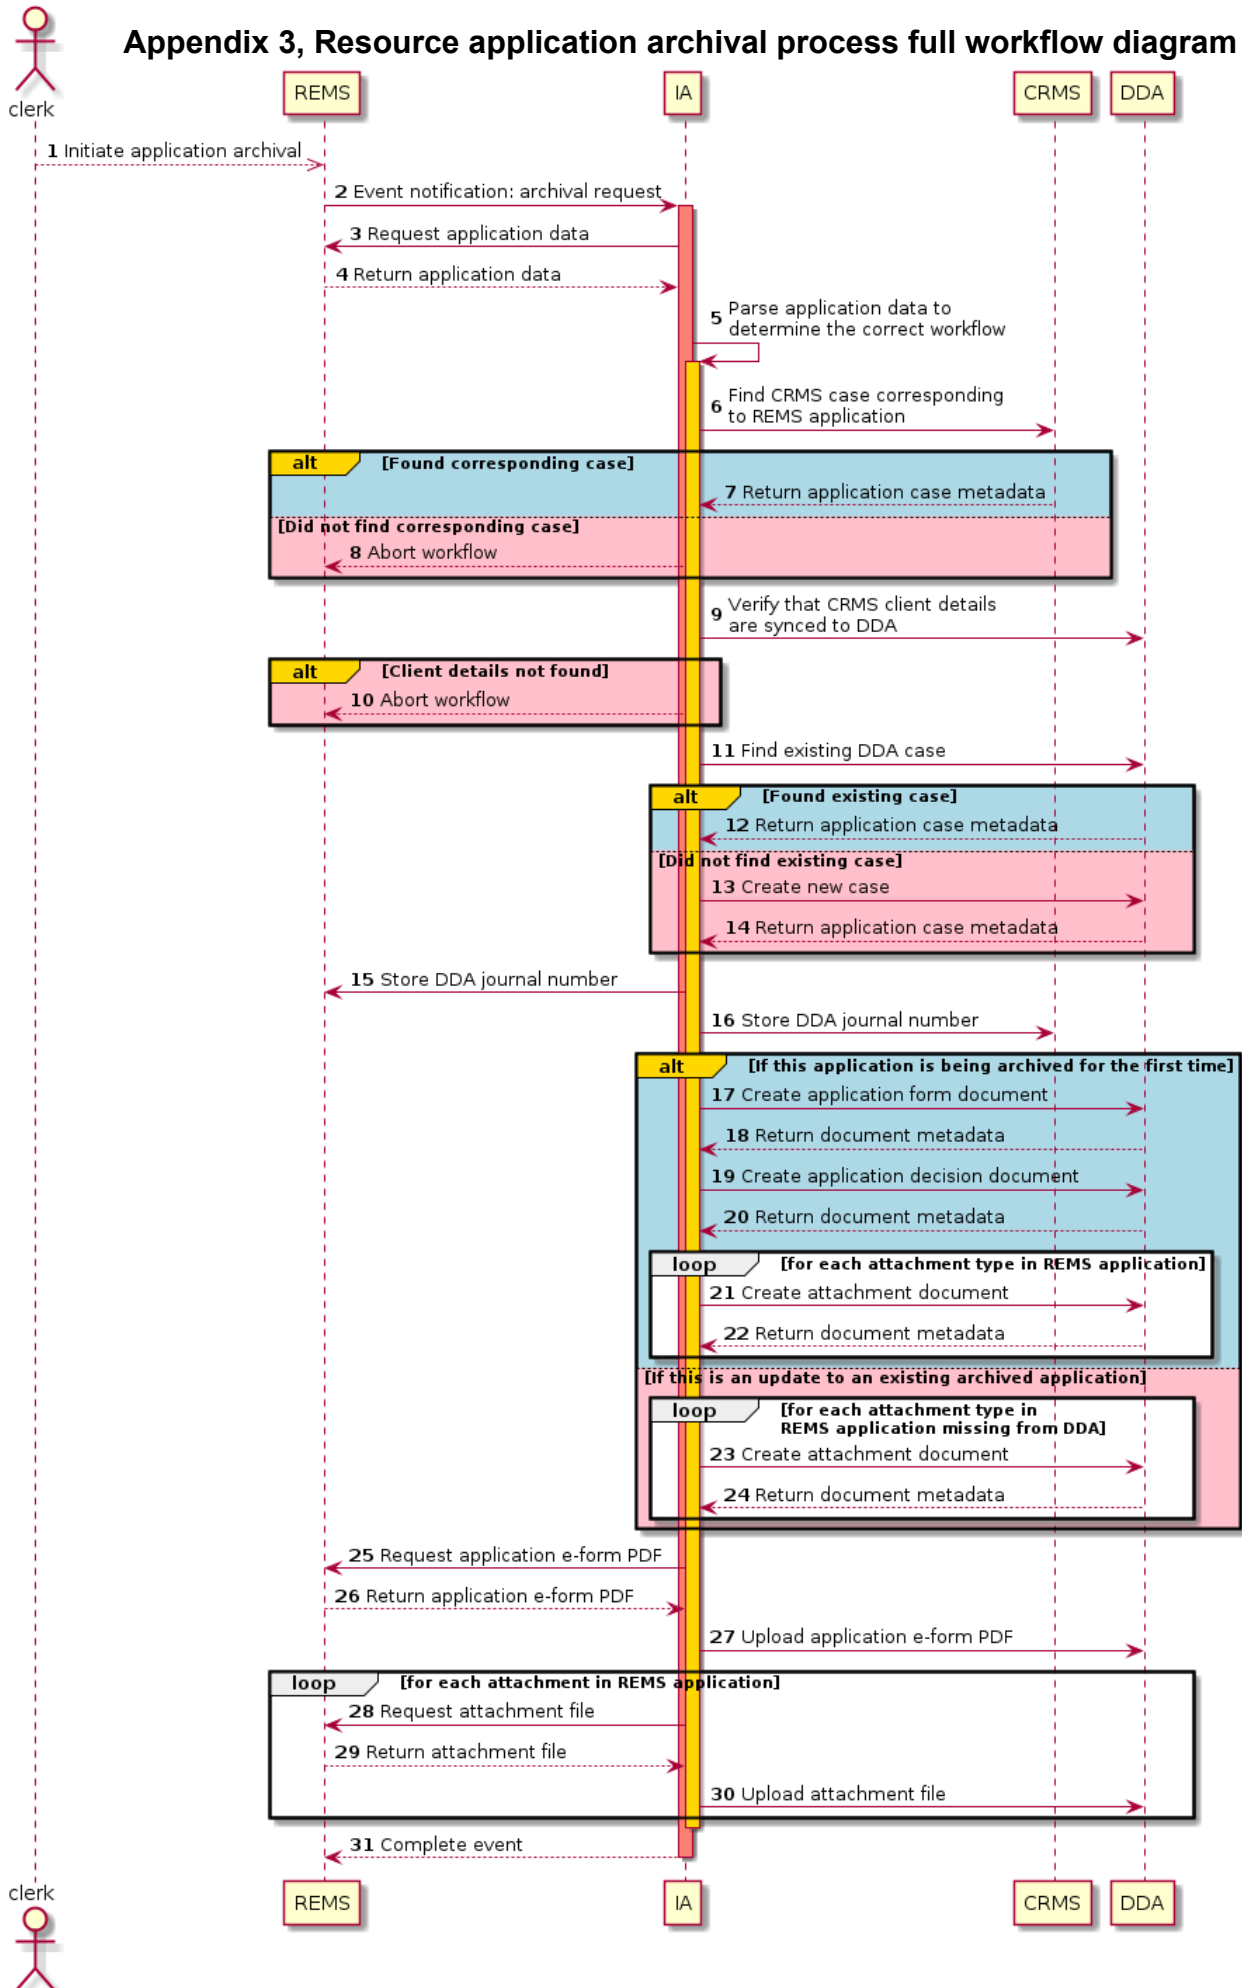 Appendix 3, Resource application archival process full workflow diagram
clerk
REMS
IA
CRMS
DDA
1 Initiate application archival
2 Event notification: archival request
3 Request application data
4 Return application data
5 Parse application data to
determine the correct workflow
6 Find CRMS case corresponding
to REMS application
alt [Found corresponding case]
7 Return application case metadata
[Did not find corresponding case]
8 Abort workflow
9 Verify that CRMS client details
are synced to DDA
alt [Client details not found]
10 Abort workflow
11 Find existing DDA case
alt [Found existing case]
12 Return application case metadata
[Did not find existing case]
13 Create new case
14 Return application case metadata
15 Store DDA journal number
16 Store DDA journal number
alt [If this application is being archived for the first time]
17 Create application form document
18 Return document metadata
19 Create application decision document
20 Return document metadata
loop [for each attachment type in REMS application]
21 Create attachment document
22 Return document metadata
[If this is an update to an existing archived application]
loop [for each attachment type in
REMS application missing from DDA]
23 Create attachment document
24 Return document metadata
25 Request application e-form PDF
26 Return application e-form PDF
27 Upload application e-form PDF
loop [for each attachment in REMS application]
28 Request attachment file
29 Return attachment file
30 Upload attachment file
31 Complete event
clerk
REMS
IA
CRMS
DDA